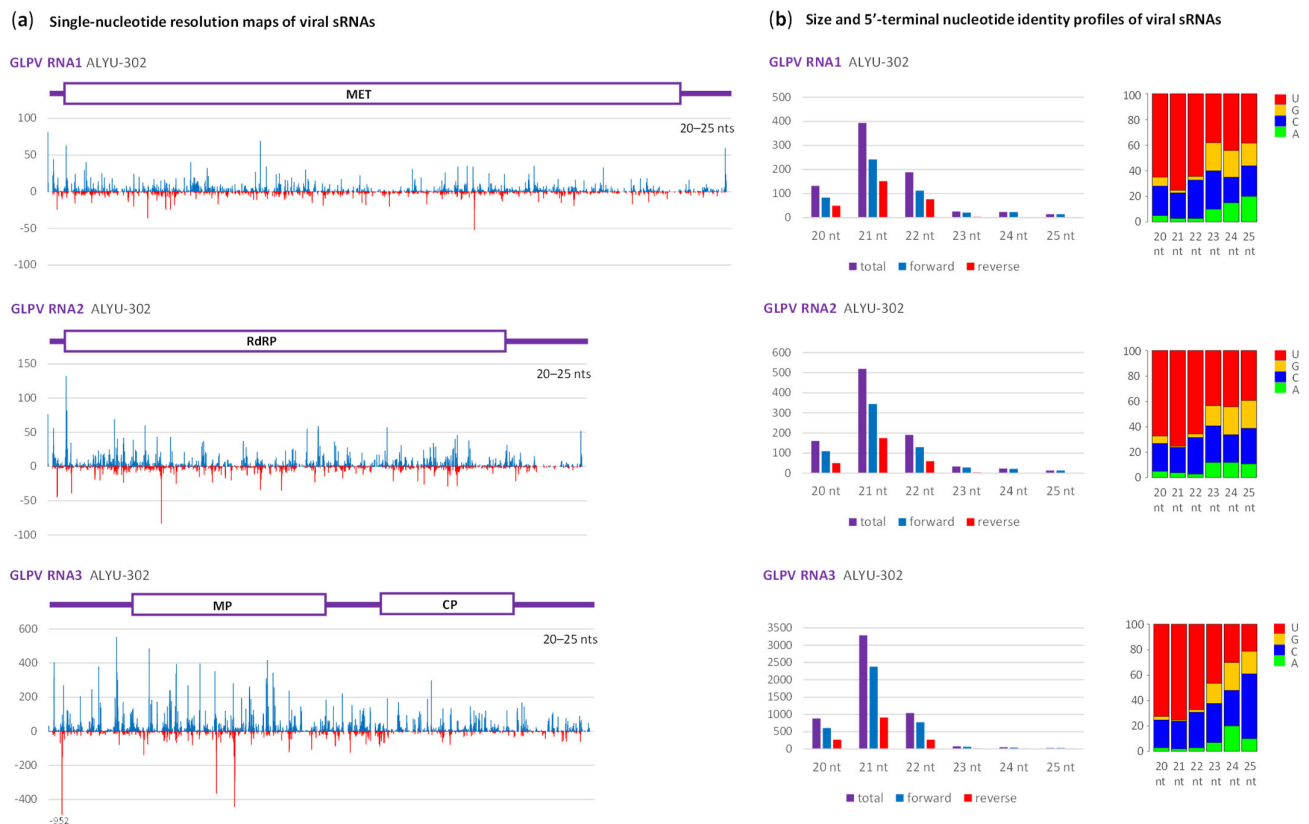 (a) Single-nucleotide resolution maps of viral sRNAs
GLPV RNA1 ALYU-302
MET
20–25 nts
100
50
0
-50
-100
GLPV RNA2 ALYU-302
RdRP
20–25 nts
150
100
50
0
-50
-100
GLPV RNA3 ALYU-302
MP CP
20–25 nts
600
400
200
0
-200
-400
-952
(b) Size and 5’-terminal nucleotide identity profiles of viral sRNAs
GLPV RNA1 ALYU-302
500
400
300
200
100
0
20 nt 21 nt 22 nt 23 nt 24 nt 25 nt
total forward reverse
100
80
60
40
20
0
20 21 22 23 24 25
nt nt nt nt nt nt
U
G
C
A
GLPV RNA2 ALYU-302
600
500
400
300
200
100
0
20 nt 21 nt 22 nt 23 nt 24 nt 25 nt
total forward reverse
100
80
60
40
20
0
20 21 22 23 24 25
nt nt nt nt nt nt
U
G
C
A
GLPV RNA3 ALYU-302
3500
3000
2500
2000
1500
1000
500
0
20 nt 21 nt 22 nt 23 nt 24 nt 25 nt
total forward reverse
100
80
60
40
20
0
20 21 22 23 24 25
nt nt nt nt nt nt
U
G
C
A